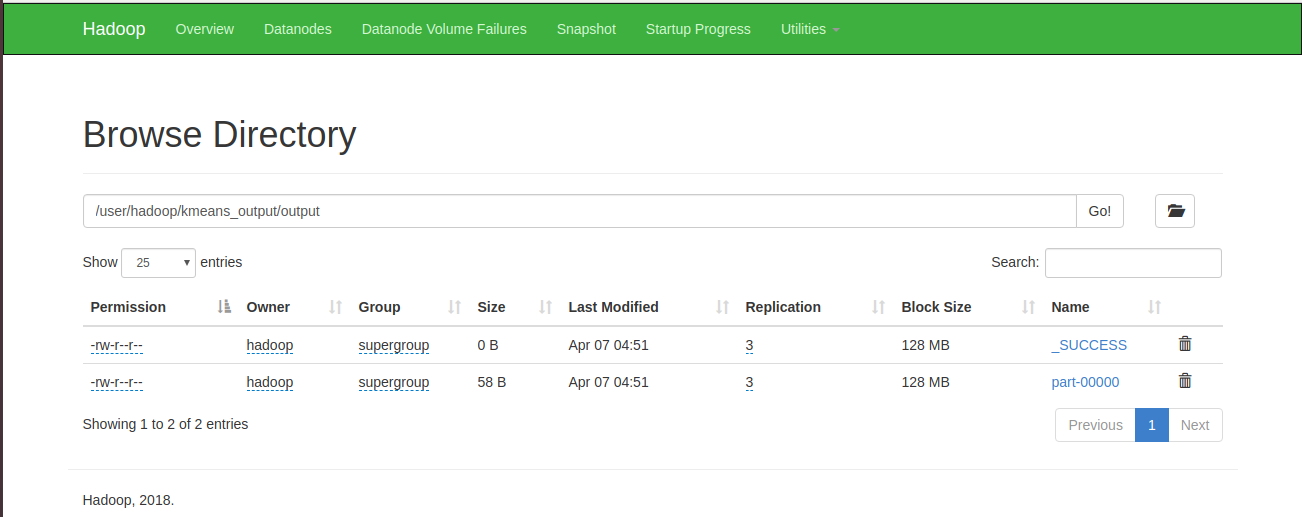 Hadoop Overview Datanodes Datanode Volume Failures Snapshot Startup Progress Utilities
Browse Directory
/user/hadoop/kmeans_output/output Go!
Show 25 entries Search:
Permission Owner Group Size Last Modified Replication Block Size Name
-rw-r--r-- hadoop supergroup 0 B Apr 07 04:51 3 128 MB _SUCCESS
-rw-r--r-- hadoop supergroup 58 B Apr 07 04:51 3 128 MB part-00000
Showing 1 to 2 of 2 entries Previous 1 Next
Hadoop, 2018.